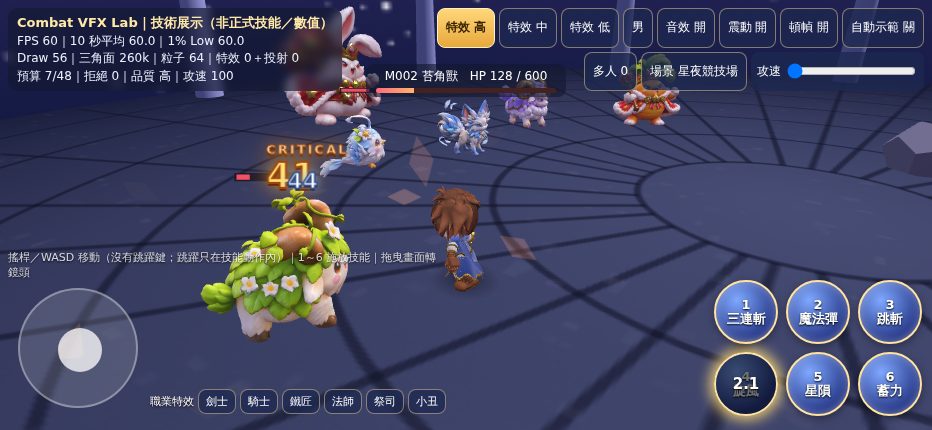 Combat VFX Lab｜技術展示（非正式技能／數值）
FPS 60｜10 秒平均 60.0｜1% Low 60.0
Draw 56｜三角面 260k｜粒子 64｜特效 0＋投射 0
預算 7/48｜拒絕 0｜品質 高｜攻速 100
特效 高
特效 中
特效 低
男
音效 開
震動 開
頓幀 開
自動示範 關
多人 0
場景 星夜競技場
攻速
M002 苔角獸 HP 128 / 600
CRITICAL
41
44
搖桿／WASD 移動（沒有跳躍鍵；跳躍只在技能動作內）｜1～6 施放技能｜拖曳畫面轉
鏡頭
1
三連斬
2
魔法彈
3
跳斬
4
2.1
旋風
5
星隕
6
蓄力
職業特效
劍士
騎士
鐵匠
法師
祭司
小丑